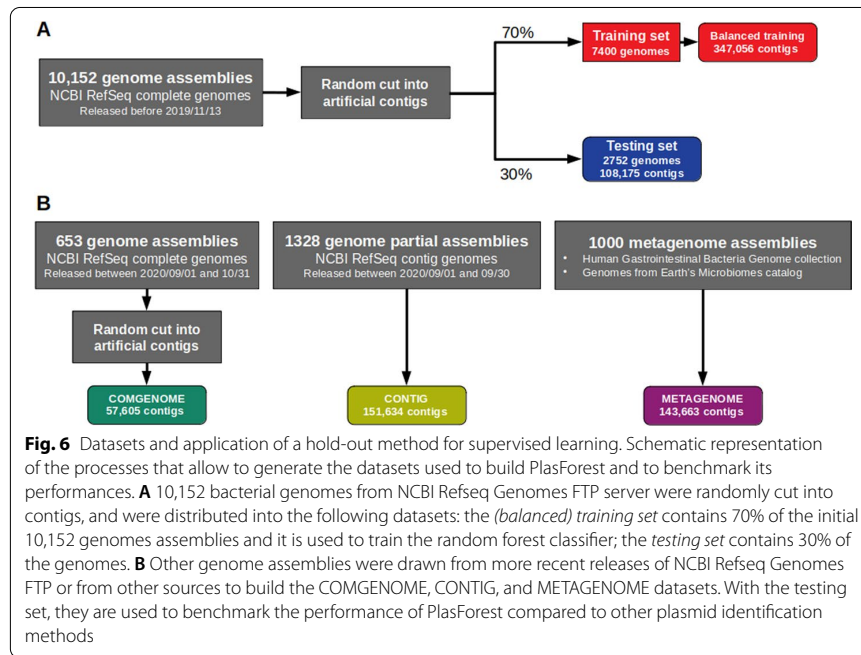 A
70%
Training set
7400 genomes
Balanced training
347,056 contigs
10,152 genome assemblies
NCBI RefSeq complete genomes
Released before 2019/11/13
Random cut into
artificial contigs
30%
Testing set
2752 genomes
108,175 contigs
B
653 genome assemblies
NCBI RefSeq complete genomes
Released between 2020/09/01 and 10/31
1328 genome partial assemblies
NCBI RefSeq contig genomes
Released between 2020/09/01 and 09/30
1000 metagenome assemblies
• Human Gastrointestinal Bacteria Genome collection
• Genomes from Earth's Microbiomes catalog
Random cut into
artificial contigs
COMGENOME
57,605 contigs
CONTIG
151,634 contigs
METAGENOME
143,663 contigs
Fig. 6 Datasets and application of a hold-out method for supervised learning. Schematic representation
of the processes that allow to generate the datasets used to build PlasForest and to benchmark its
performances. A 10,152 bacterial genomes from NCBI Refseq Genomes FTP server were randomly cut into
contigs, and were distributed into the following datasets: the (balanced) training set contains 70% of the initial
10,152 genomes assemblies and it is used to train the random forest classifier; the testing set contains 30% of
the genomes. B Other genome assemblies were drawn from more recent releases of NCBI Refseq Genomes
FTP or from other sources to build the COMGENOME, CONTIG, and METAGENOME datasets. With the testing
set, they are used to benchmark the performance of PlasForest compared to other plasmid identification
methods